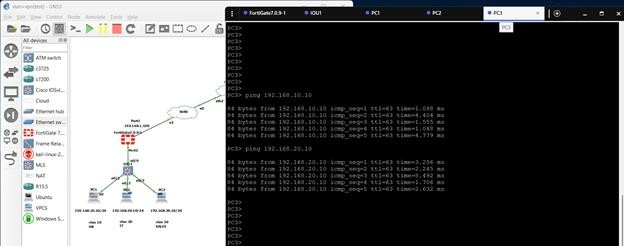 vlan+vpn(test) - GNS3
File Edit View Control Node Annotate Tools Help
All devices
ATM switch
c3725
c7200
Cisco IOSvL...
Cloud
Ethernet hub
Ethernet sw...
FortiGate 7...
Frame Relay...
kali-linux-2...
MLS
NAT
R15.5
Ubuntu
VPCS
Windows S...
Port1
192.168.1.100
FortiGate7.0.9-1
Port2
WAN
e0
PC1
PC2
PC3
192.168.10.10/24
192.168.20.10/24
192.168.30.10/24
vlan 10
HR
vlan 20
IT
vlan 30
SALES
FortiGate7.0.9-1
IOU1
PC1
PC2
PC3
PC3
PC3>
PC3>
PC3>
PC3>
PC3>
PC3>
PC3>
PC3>
PC3> ping 192.168.10.10
84 bytes from 192.168.10.10 icmp_seq=1 ttl=63 time=1.098 ms
84 bytes from 192.168.10.10 icmp_seq=2 ttl=63 time=4.404 ms
84 bytes from 192.168.10.10 icmp_seq=3 ttl=63 time=1.555 ms
84 bytes from 192.168.10.10 icmp_seq=4 ttl=63 time=1.048 ms
84 bytes from 192.168.10.10 icmp_seq=5 ttl=63 time=4.779 ms
PC3> ping 192.168.20.10
84 bytes from 192.168.20.10 icmp_seq=1 ttl=63 time=3.256 ms
84 bytes from 192.168.20.10 icmp_seq=2 ttl=63 time=2.245 ms
84 bytes from 192.168.20.10 icmp_seq=3 ttl=63 time=1.492 ms
84 bytes from 192.168.20.10 icmp_seq=4 ttl=63 time=1.706 ms
84 bytes from 192.168.20.10 icmp_seq=5 ttl=63 time=2.632 ms
PC3>
PC3>
PC3>
PC3>
PC3>